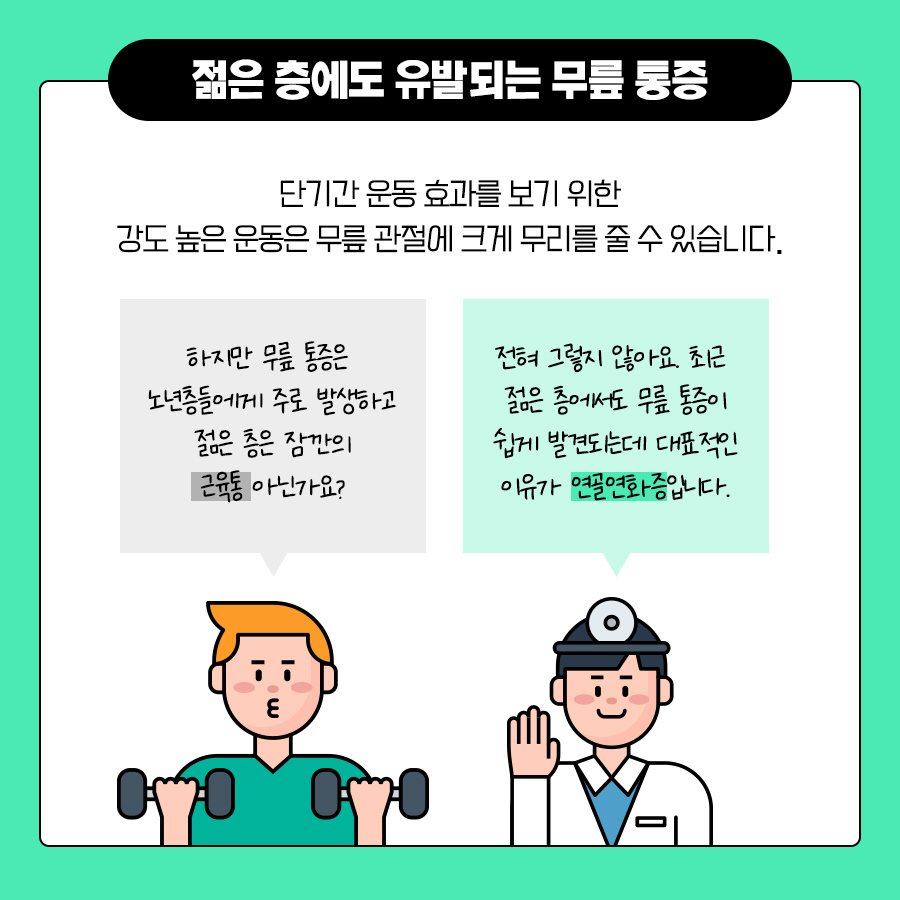 젊은 층에도 유발되는 무릎 통증
단기간 운동 효과를 보기 위한
강도 높은 운동은 무릎 관절에 크게 무리를 줄 수 있습니다.
하지만 무릎 통증은
노년층들에게 주로 발생하고
젊은 층은 잠깐의
근육통 아닌가요?
전혀 그렇지 않아요. 최근
젊은 층에서도 무릎 통증이
쉽게 발견되는데 대표적인
이유가 연골연화증입니다.